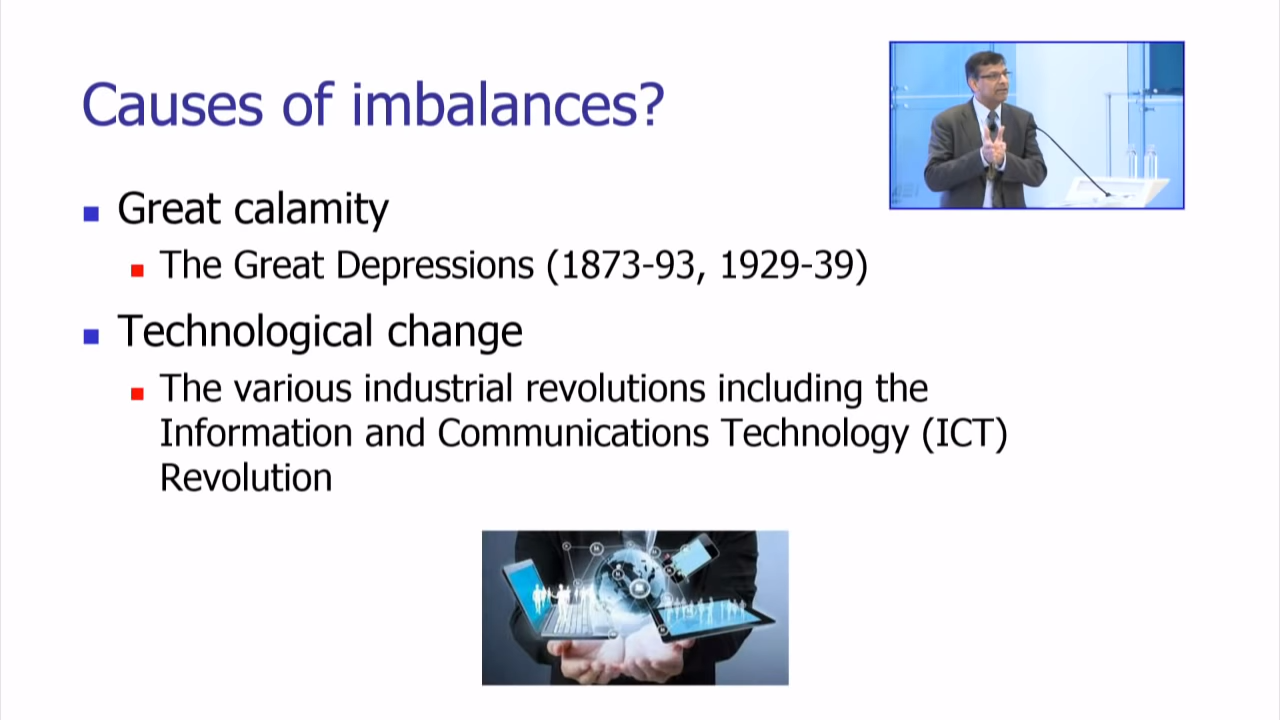 Causes of imbalances?
Great calamity
The Great Depressions (1873-93, 1929-39)
Technological change
The various industrial revolutions including the
Information and Communications Technology (ICT)
Revolution